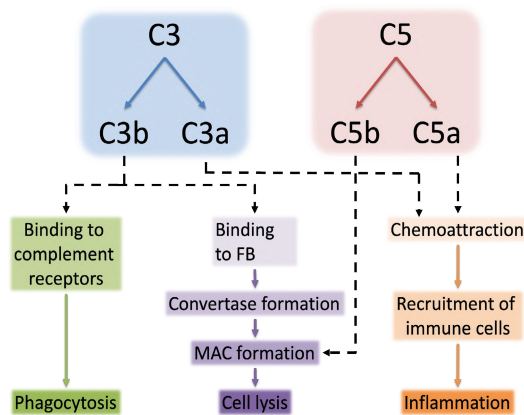 C3
C5
C3b
C3a
C5b
C5a
Binding to
complement
receptors
Binding
to FB
Chemoattraction
Convertase formation
Recruitment of
immune cells
MAC formation
Phagocytosis
Cell lysis
Inflammation